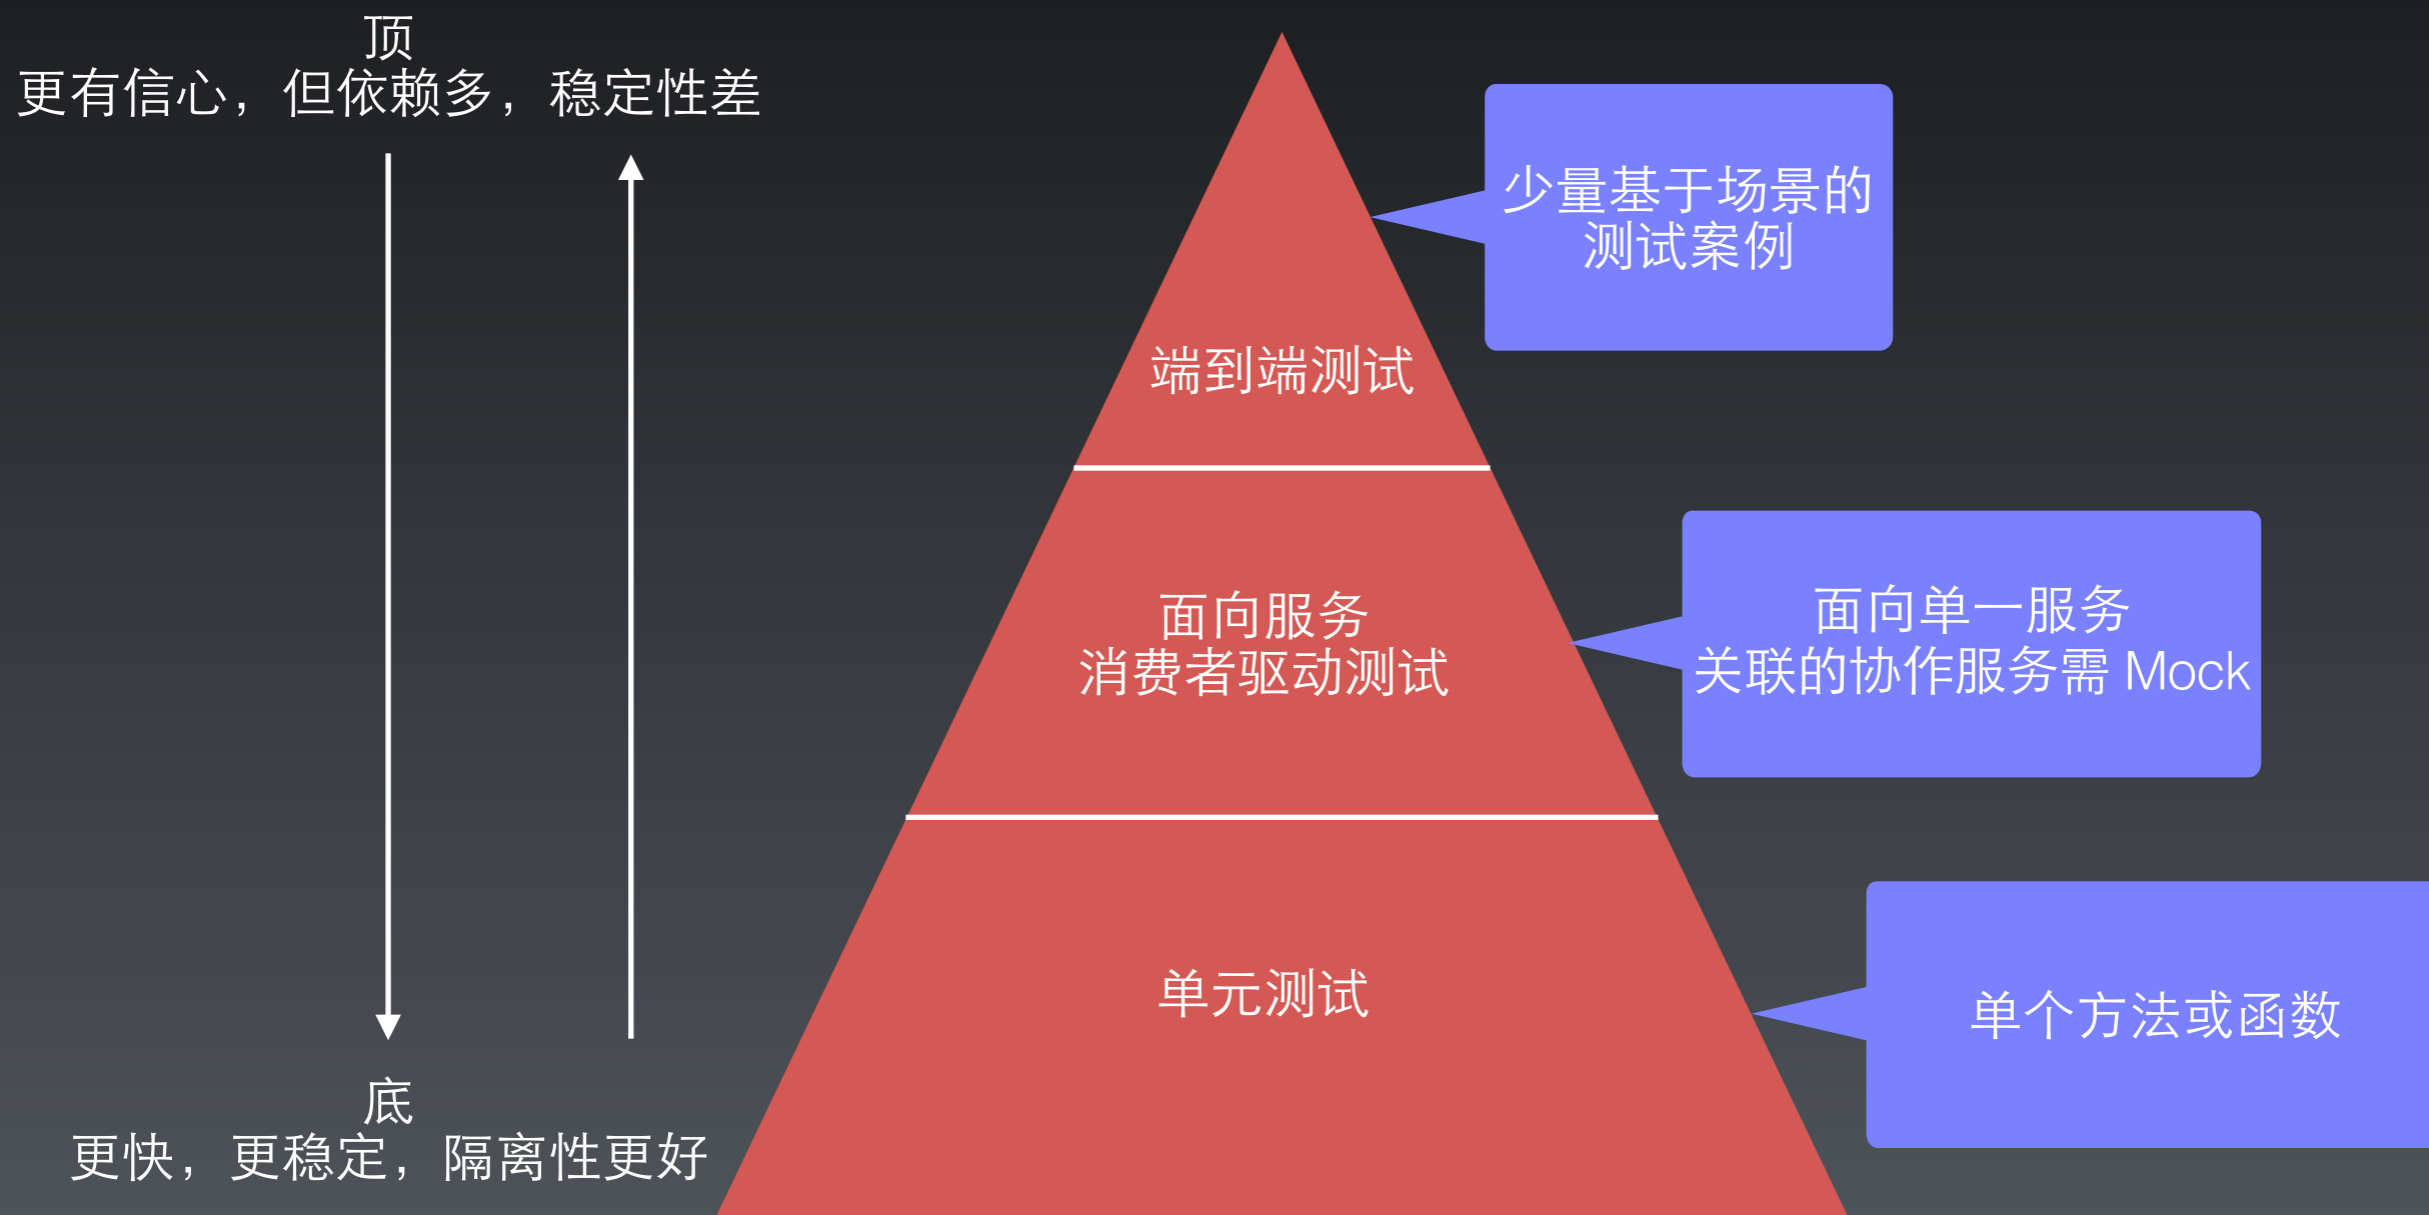 顶
更有信心，但依赖多，稳定性差
少量基于场景的
测试案例
端到端测试
面向服务
消费者驱动测试
面向单一服务
关联的协作服务需 Mock
单元测试
单个方法或函数
底
更快，更稳定，隔离性更好